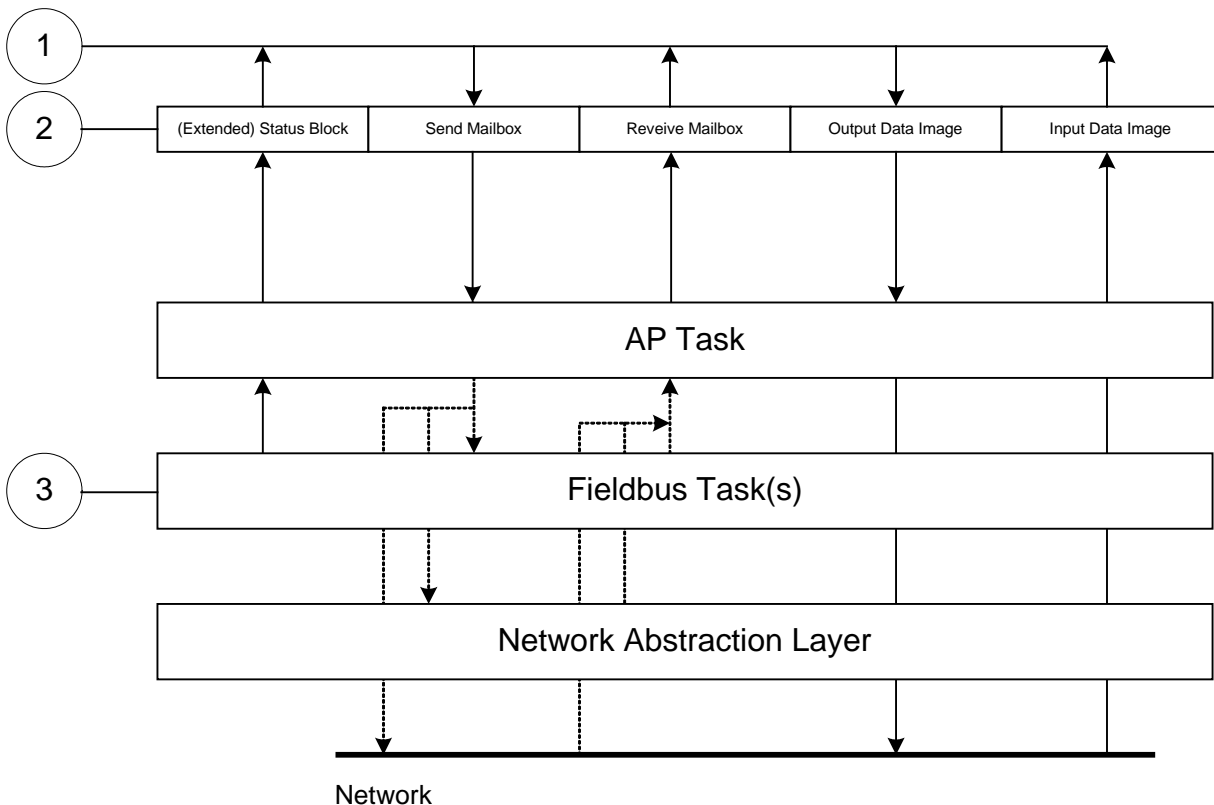 1
2
(Extended) Status Block
Send Mailbox
Reveive Mailbox
Output Data Image
Input Data Image
AP Task
3
Fieldbus Task(s)
Network Abstraction Layer
Network